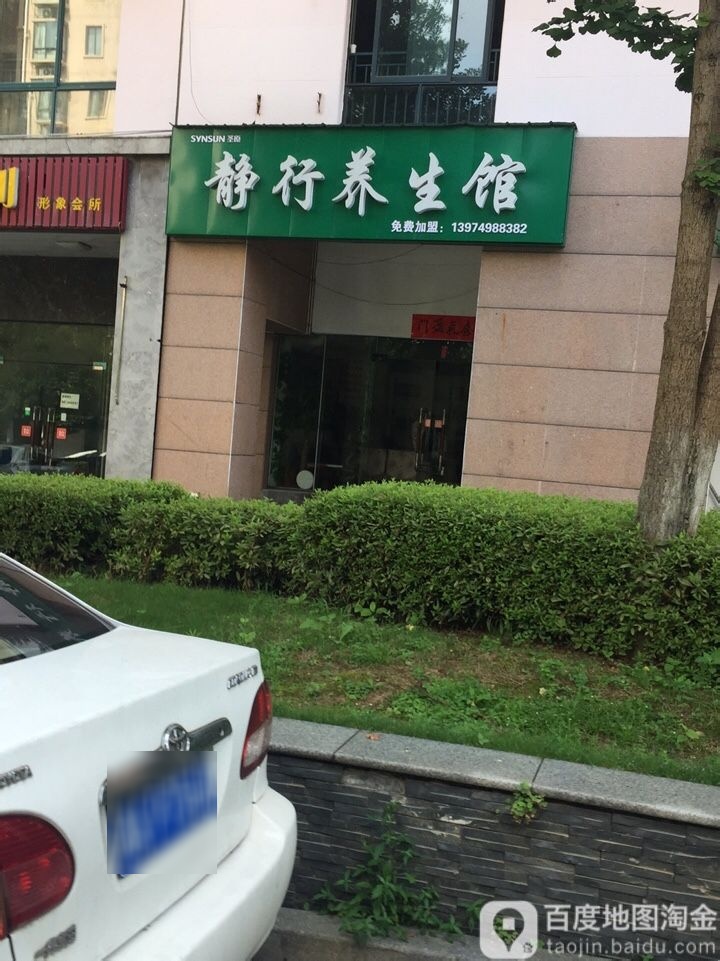 SYNSUN 圣原
静行养生馆
免费加盟：13974988382
形象会所
TOYOTA
百度地图淘金
taojin.baidu.com